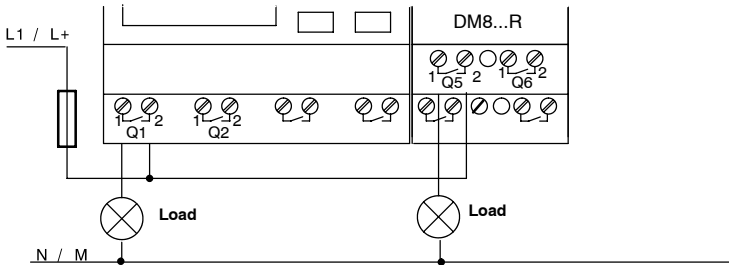 DM8...R
L1 / L+
1 Q5 2 1 Q6 2
1 Q1 2 1 Q2 2
Load
Load
N / M